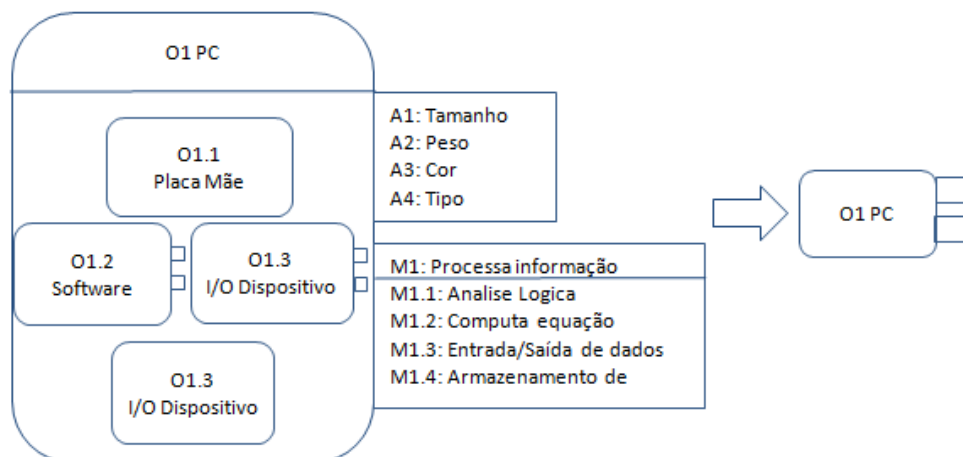 O1 PC
A1: Tamanho
A2: Peso
A3: Cor
A4: Tipo
O1.1
Placa Mãe
O1.2
Software
O1.3
I/O Dispositivo
M1: Processa informação
M1.1: Analise Logica
M1.2: Computa equação
M1.3: Entrada/Saída de dados
M1.4: Armazenamento de
O1.3
I/O Dispositivo
O1 PC